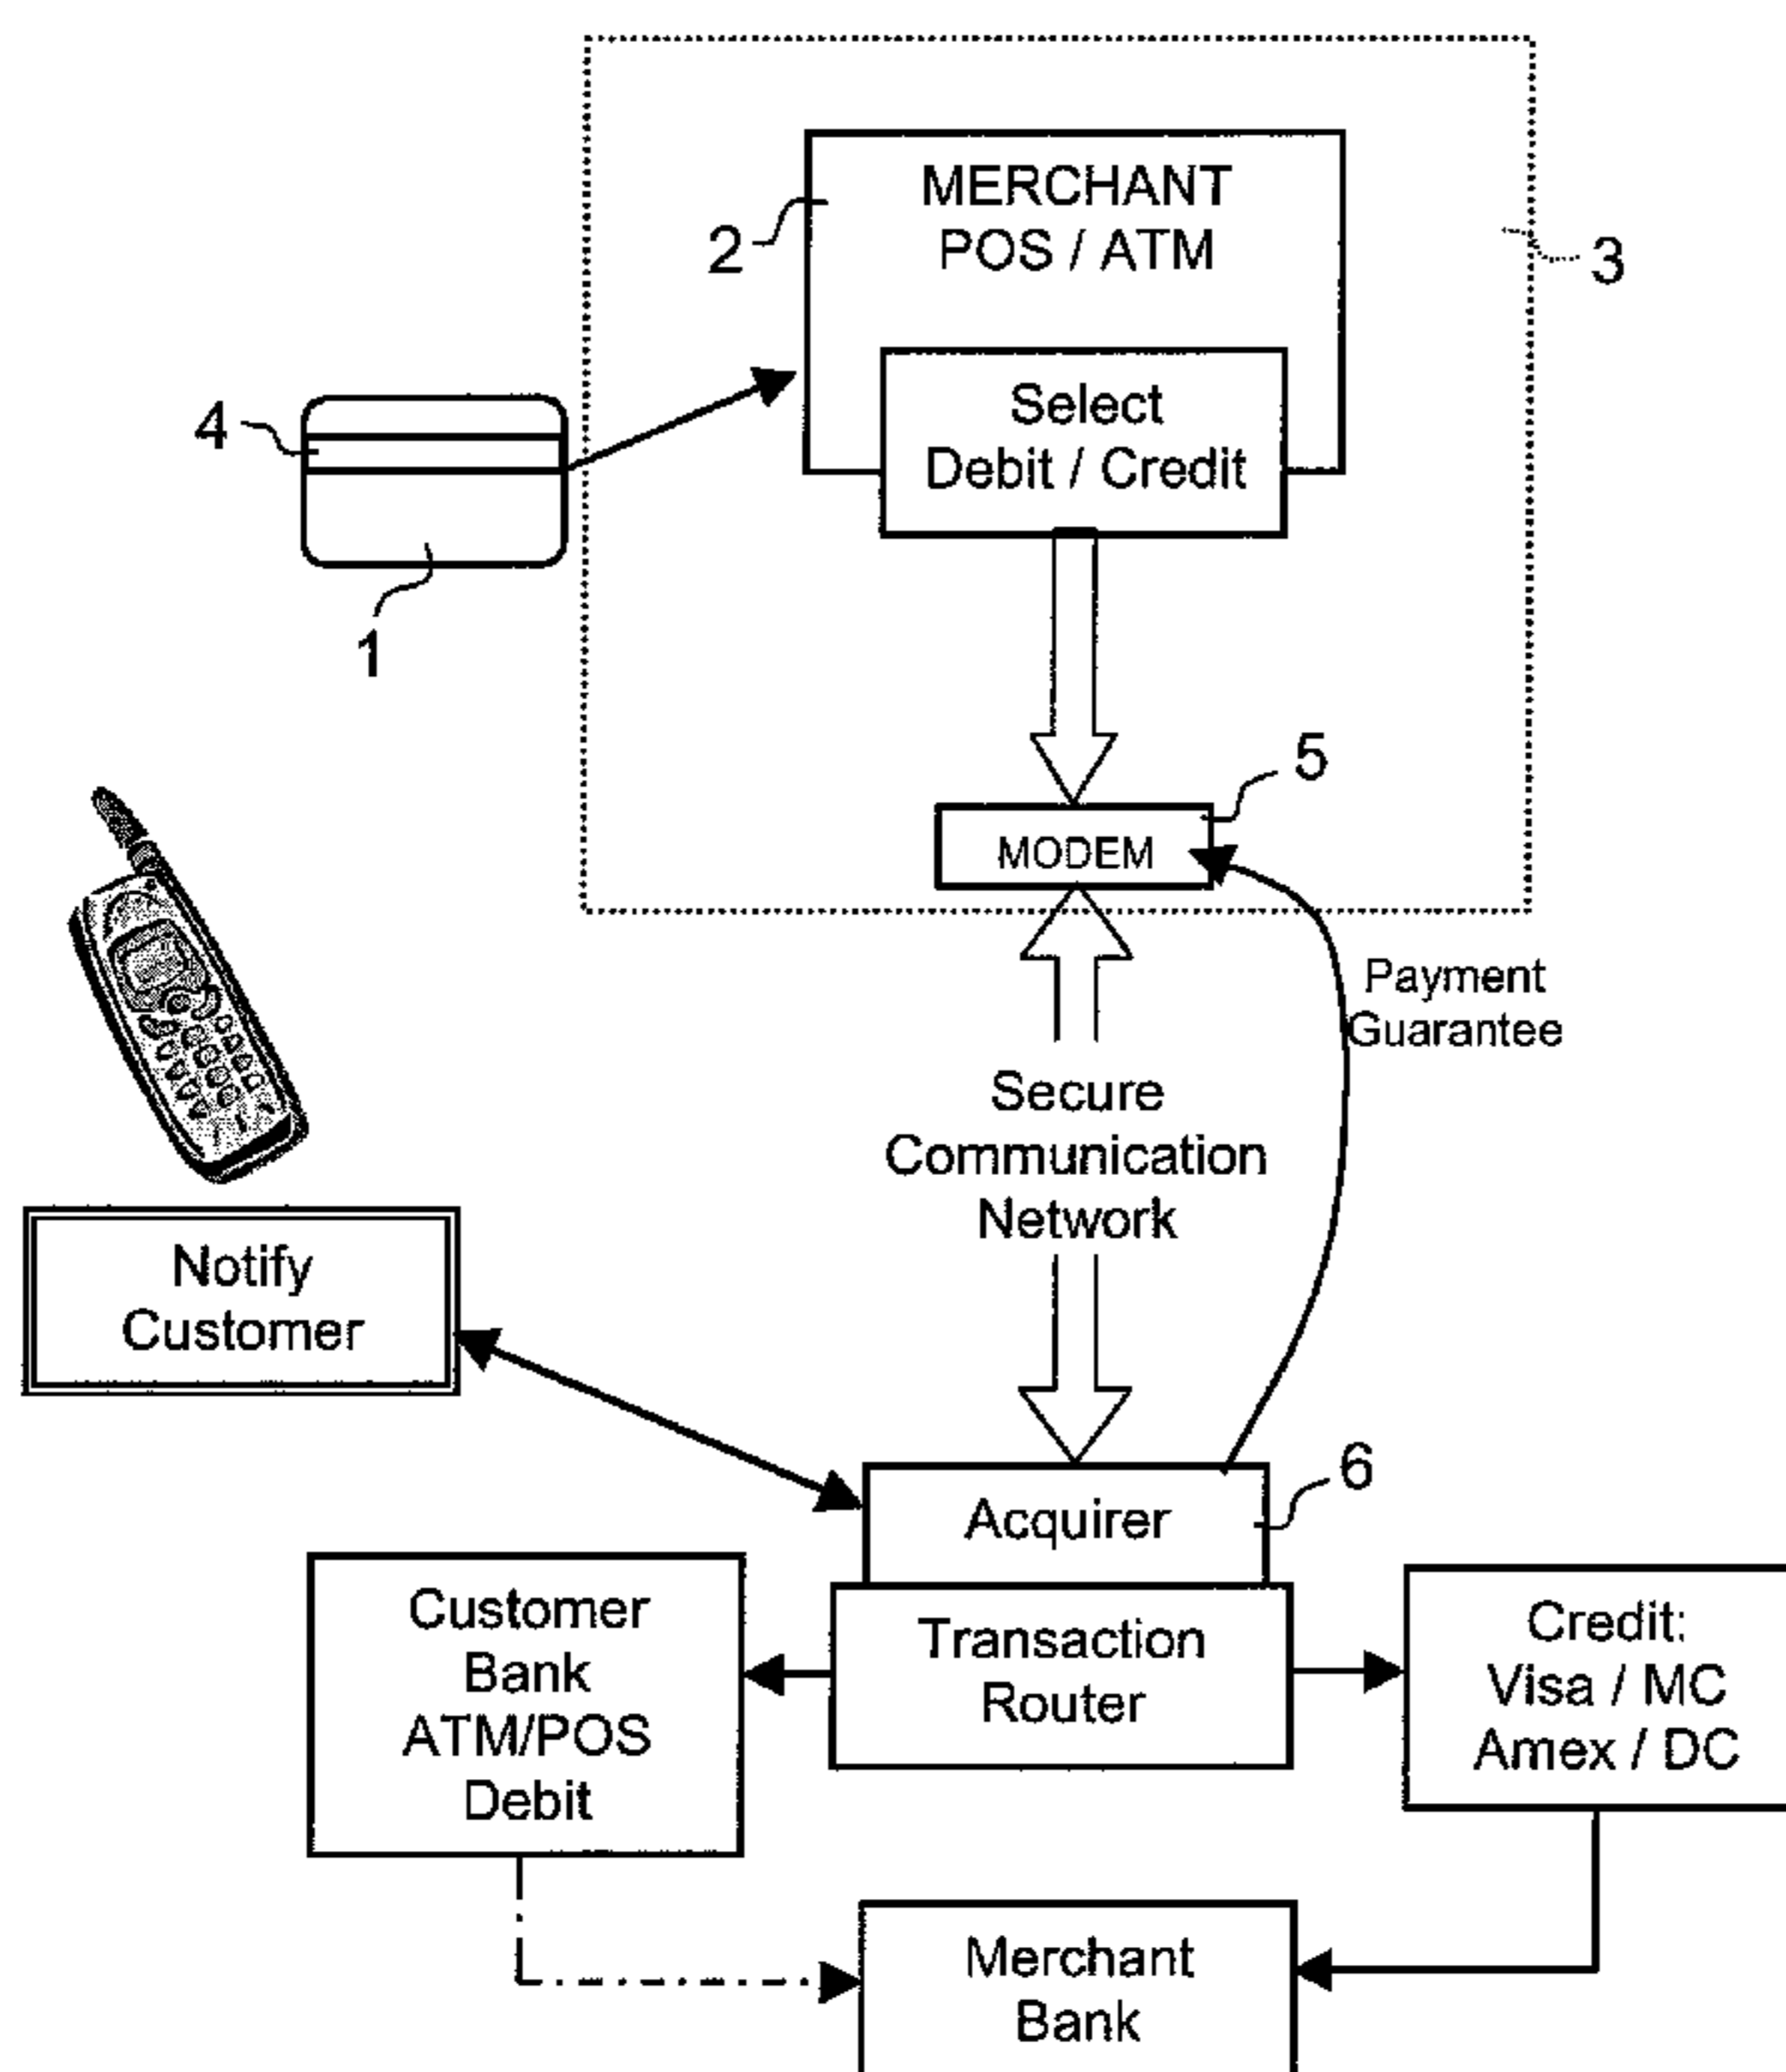 MERCHANT
POS / ATM
2
3
Select
Debit / Credit
4
1
5
MODEM
Payment
Guarantee
Secure
Communication
Network
Notify
Customer
6
Acquirer
Customer
Bank
ATM/POS
Debit
Transaction
Router
Credit:
Visa / MC
Amex / DC
Merchant
Bank